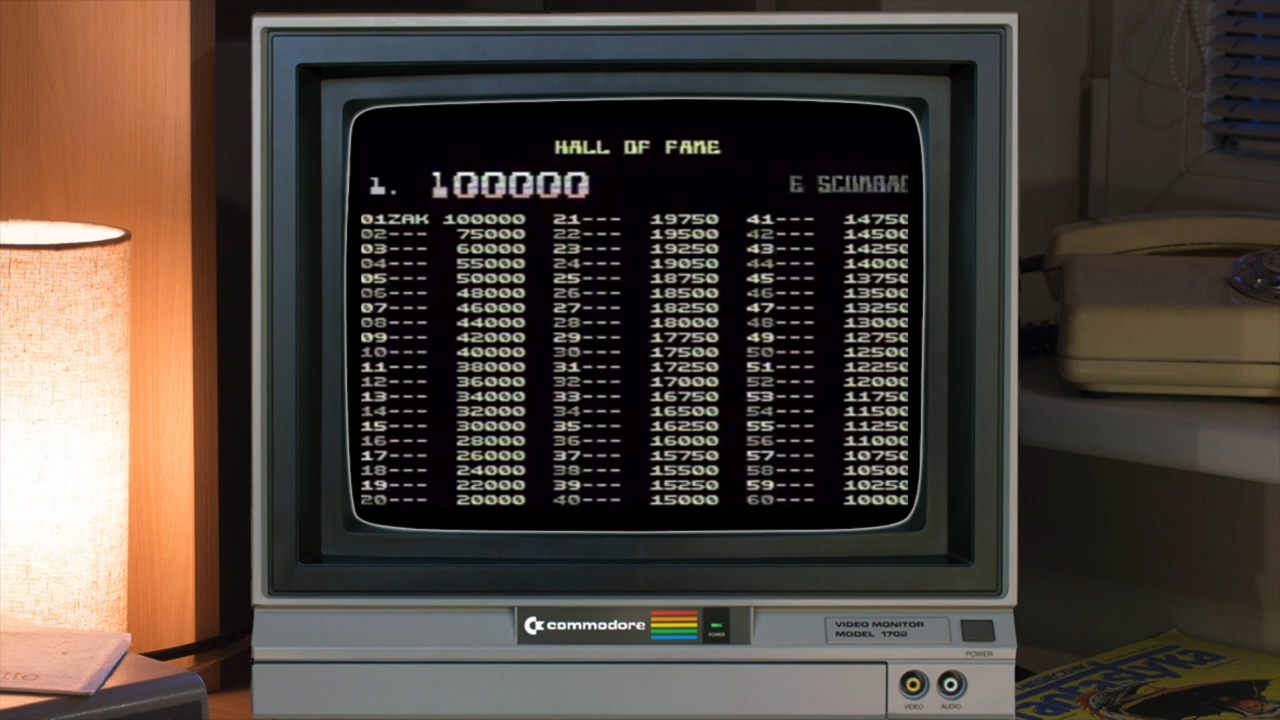 HALL OF FAME
1. 100000 & SCUMBAG
01ZAK 100000 21--- 19750 41--- 14750
02--- 75000 22--- 19500 42--- 14500
03--- 60000 23--- 19250 43--- 14250
04--- 55000 24--- 19050 44--- 14000
05--- 50000 25--- 18750 45--- 13750
06--- 48000 26--- 18500 46--- 13500
07--- 46000 27--- 18250 47--- 13250
08--- 44000 28--- 18000 48--- 13000
09--- 42000 29--- 17750 49--- 12750
10--- 40000 30--- 17500 50--- 12500
11--- 38000 31--- 17250 51--- 12250
12--- 36000 32--- 17000 52--- 12000
13--- 34000 33--- 16750 53--- 11750
14--- 32000 34--- 16500 54--- 11500
15--- 30000 35--- 16250 55--- 11250
16--- 28000 36--- 16000 56--- 11000
17--- 26000 37--- 15750 57--- 10750
18--- 24000 38--- 15500 58--- 10500
19--- 22000 39--- 15250 59--- 10250
20--- 20000 40--- 15000 60--- 10000
commodore
POWER
VIDEO MONITOR
MODEL 1702
POWER
VIDEO AUDIO